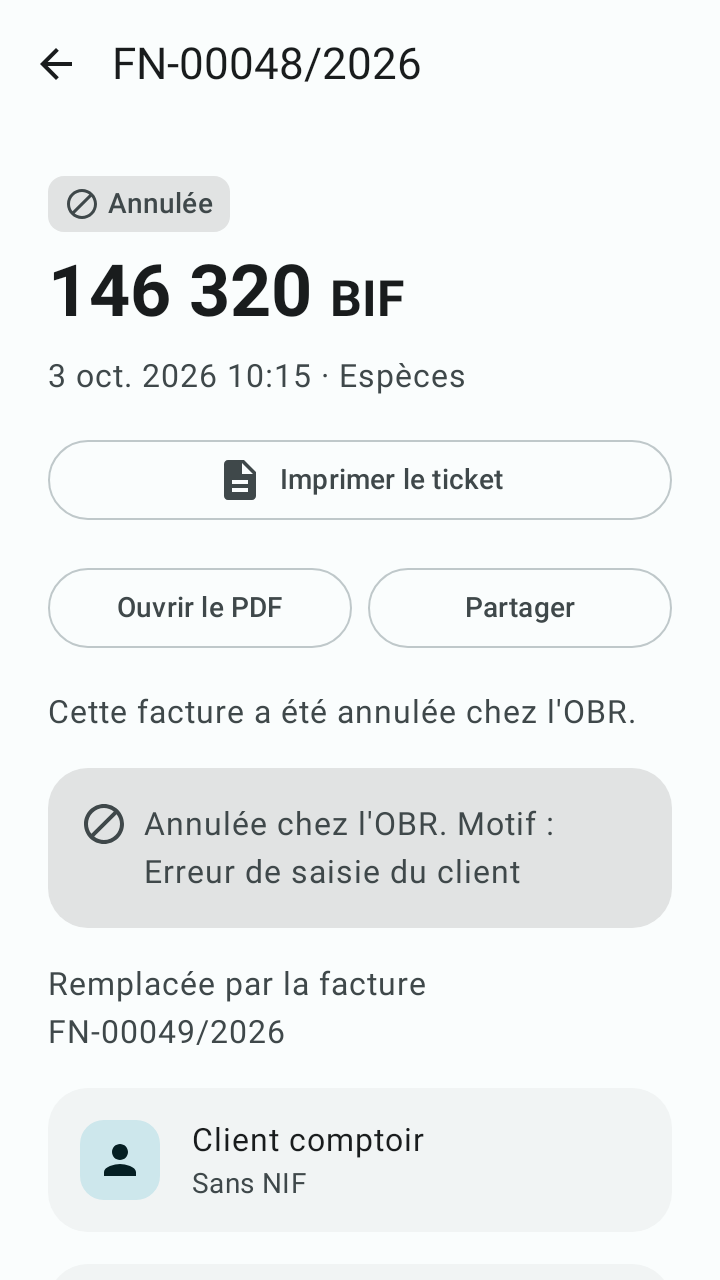 FN-00048/2026
Annulée
146 320 BIF
3 oct. 2026 10:15 · Espèces
Imprimer le ticket
Ouvrir le PDF
Partager
Cette facture a été annulée chez l'OBR.
Annulée chez l'OBR. Motif :
Erreur de saisie du client
Remplacée par la facture
FN-00049/2026
Client comptoir
Sans NIF